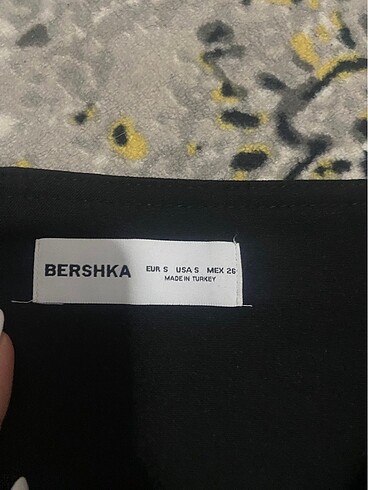 BERSHKA EUR S USA S MEX 26
MADE IN TURKEY